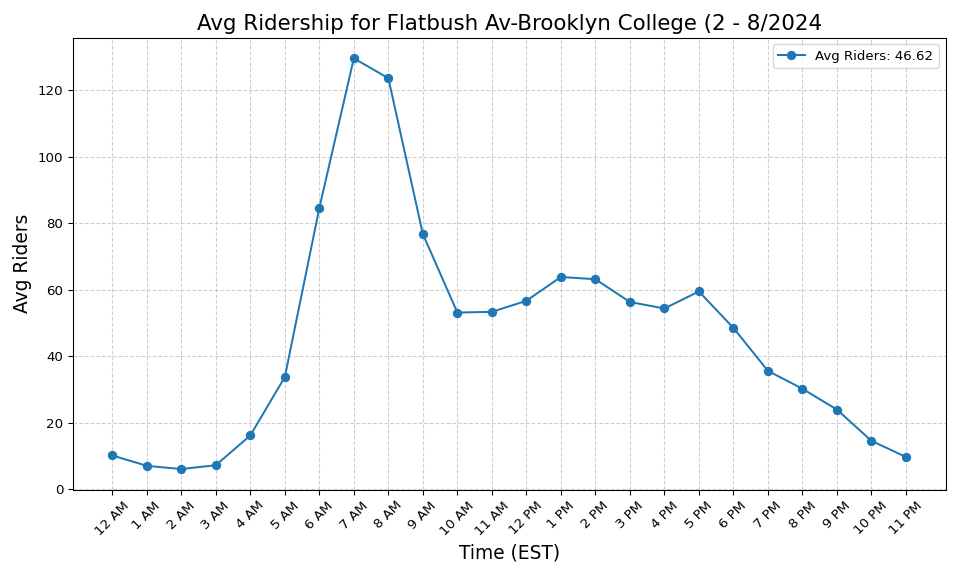 Avg Ridership for Flatbush Av-Brooklyn College (2 - 8/2024
Avg Riders: 46.62
Avg Riders
120
100
80
60
40
20
0
12 AM
1 AM
2 AM
3 AM
4 AM
5 AM
6 AM
7 AM
8 AM
9 AM
10 AM
11 AM
12 PM
1 PM
2 PM
3 PM
4 PM
5 PM
6 PM
7 PM
8 PM
9 PM
10 PM
11 PM
Time (EST)